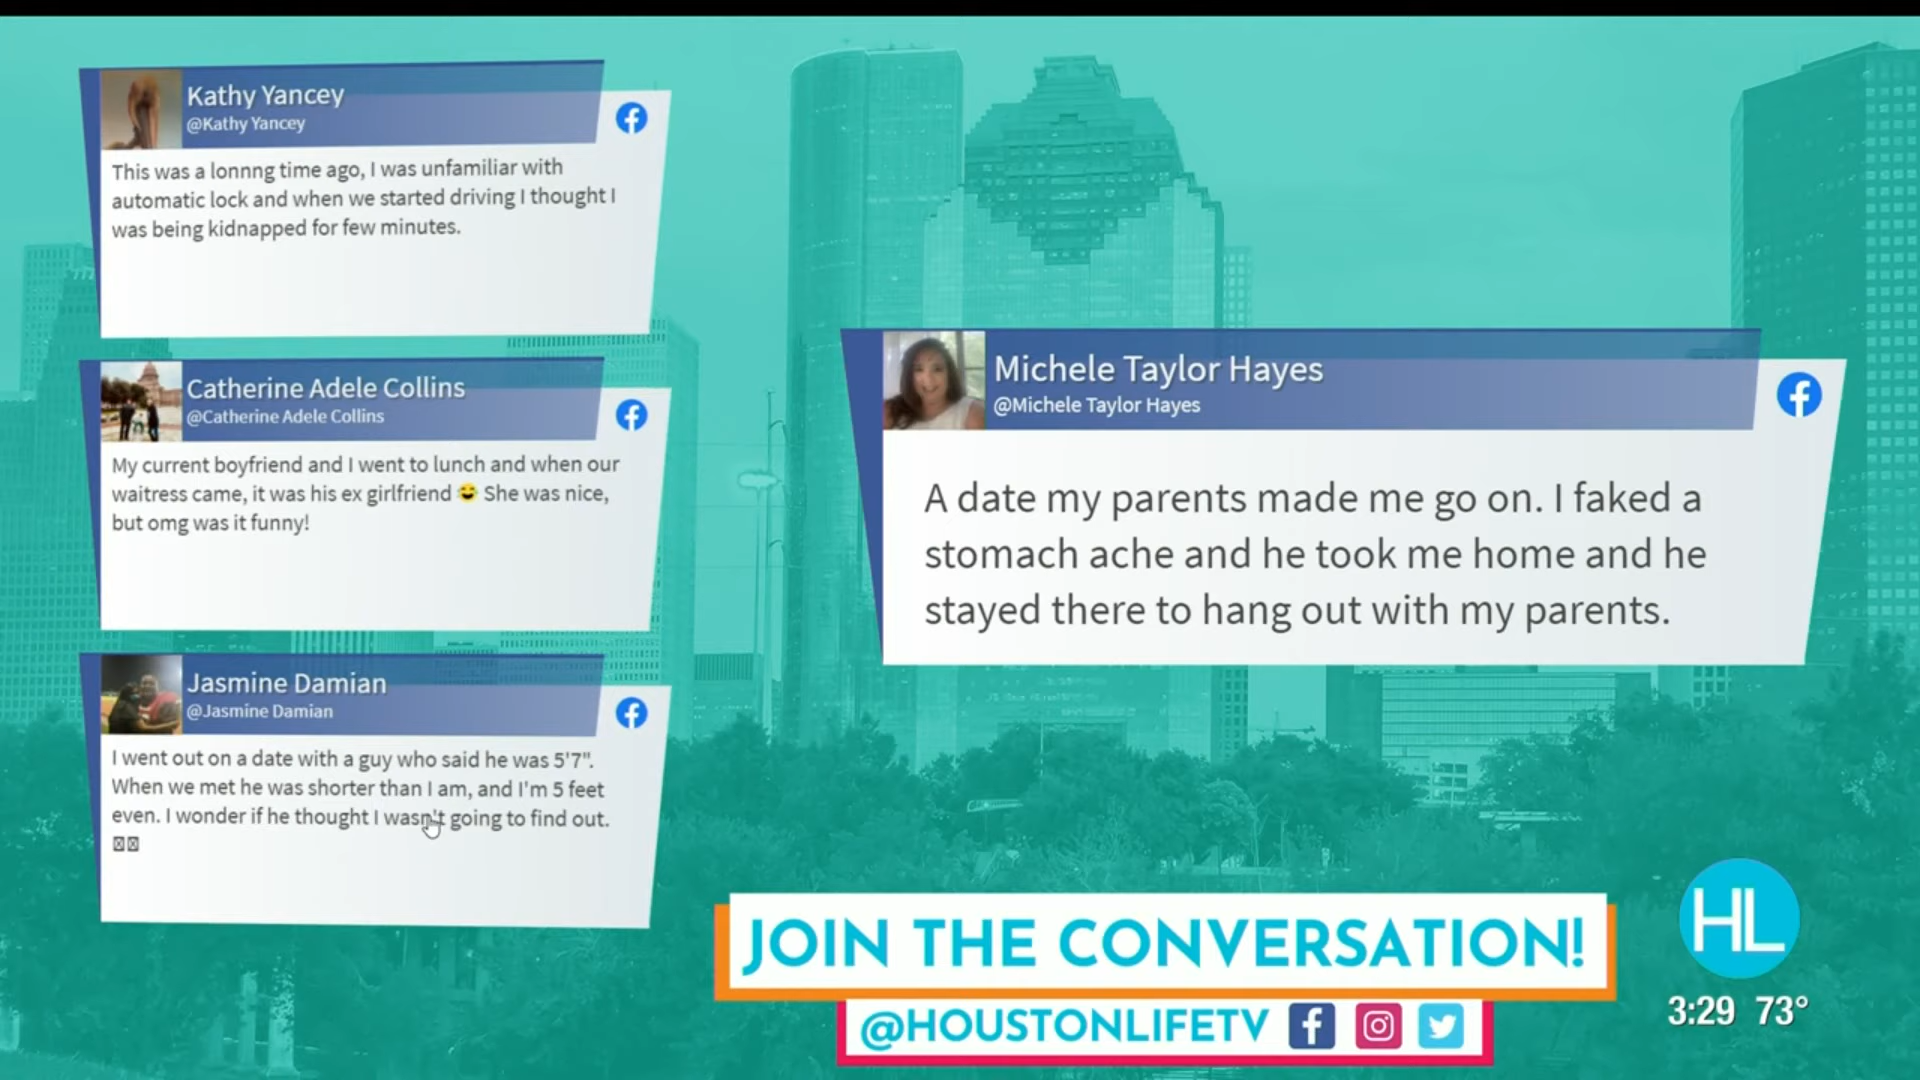 Kathy Yancey
@Kathy Yancey
This was a lonnng time ago, I was unfamiliar with
automatic lock and when we started driving I thought I
was being kidnapped for few minutes.
Catherine Adele Collins
@Catherine Adele Collins
My current boyfriend and I went to lunch and when our
waitress came, it was his ex girlfriend 😂 She was nice,
but omg was it funny!
Jasmine Damian
@Jasmine Damian
I went out on a date with a guy who said he was 5'7".
When we met he was shorter than I am, and I'm 5 feet
even. I wonder if he thought I wasn't going to find out.
Michele Taylor Hayes
@Michele Taylor Hayes
A date my parents made me go on. I faked a
stomach ache and he took me home and he
stayed there to hang out with my parents.
JOIN THE CONVERSATION!
@HOUSTONLIFETV
HL
3:29 73°